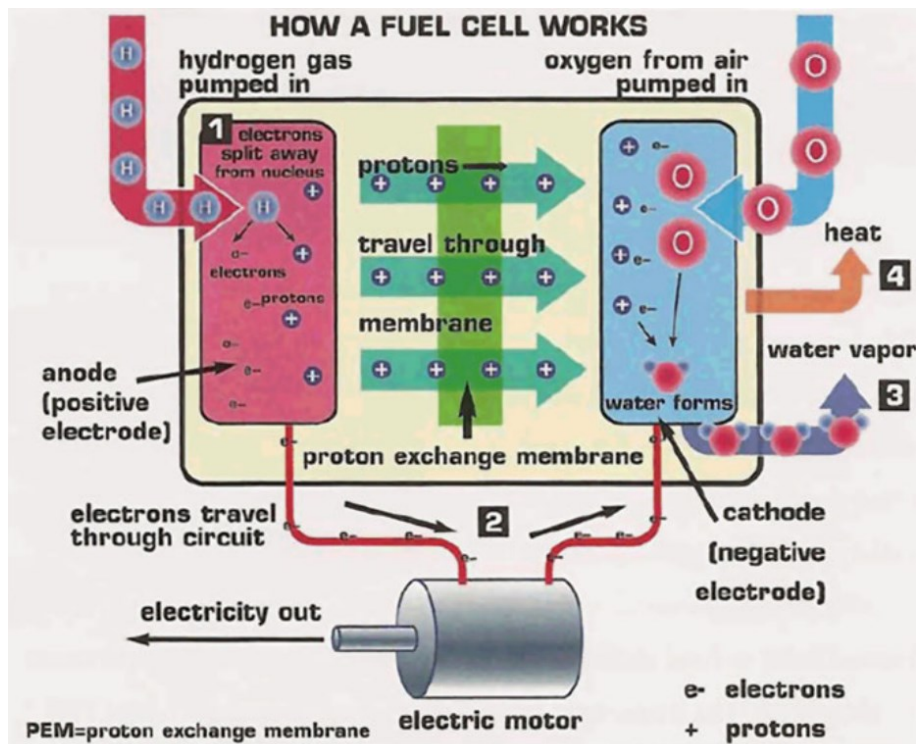 HOW A FUEL CELL WORKS
hydrogen gas
pumped in
oxygen from air
pumped in
H
H
H
H
H
O
O
O
1
electrons
split away
from nucleus
H
e-
electrons
e-
protons
e-
e-
e-
+
+
+
+
protons
+
+
+
+
travel through
+
+
+
+
membrane
+
+
+
+
+
e-
+
e-
+
e-
+
e-
O
O
water forms
heat
4
water vapor
3
anode
(positive
electrode)
proton exchange membrane
e-
e-
electrons travel
through circuit
2
e-
e-
e-
e-
e-
e-
e-
e-
cathode
(negative
electrode)
electricity out
electric motor
e- electrons
+ protons
PEM=proton exchange membrane